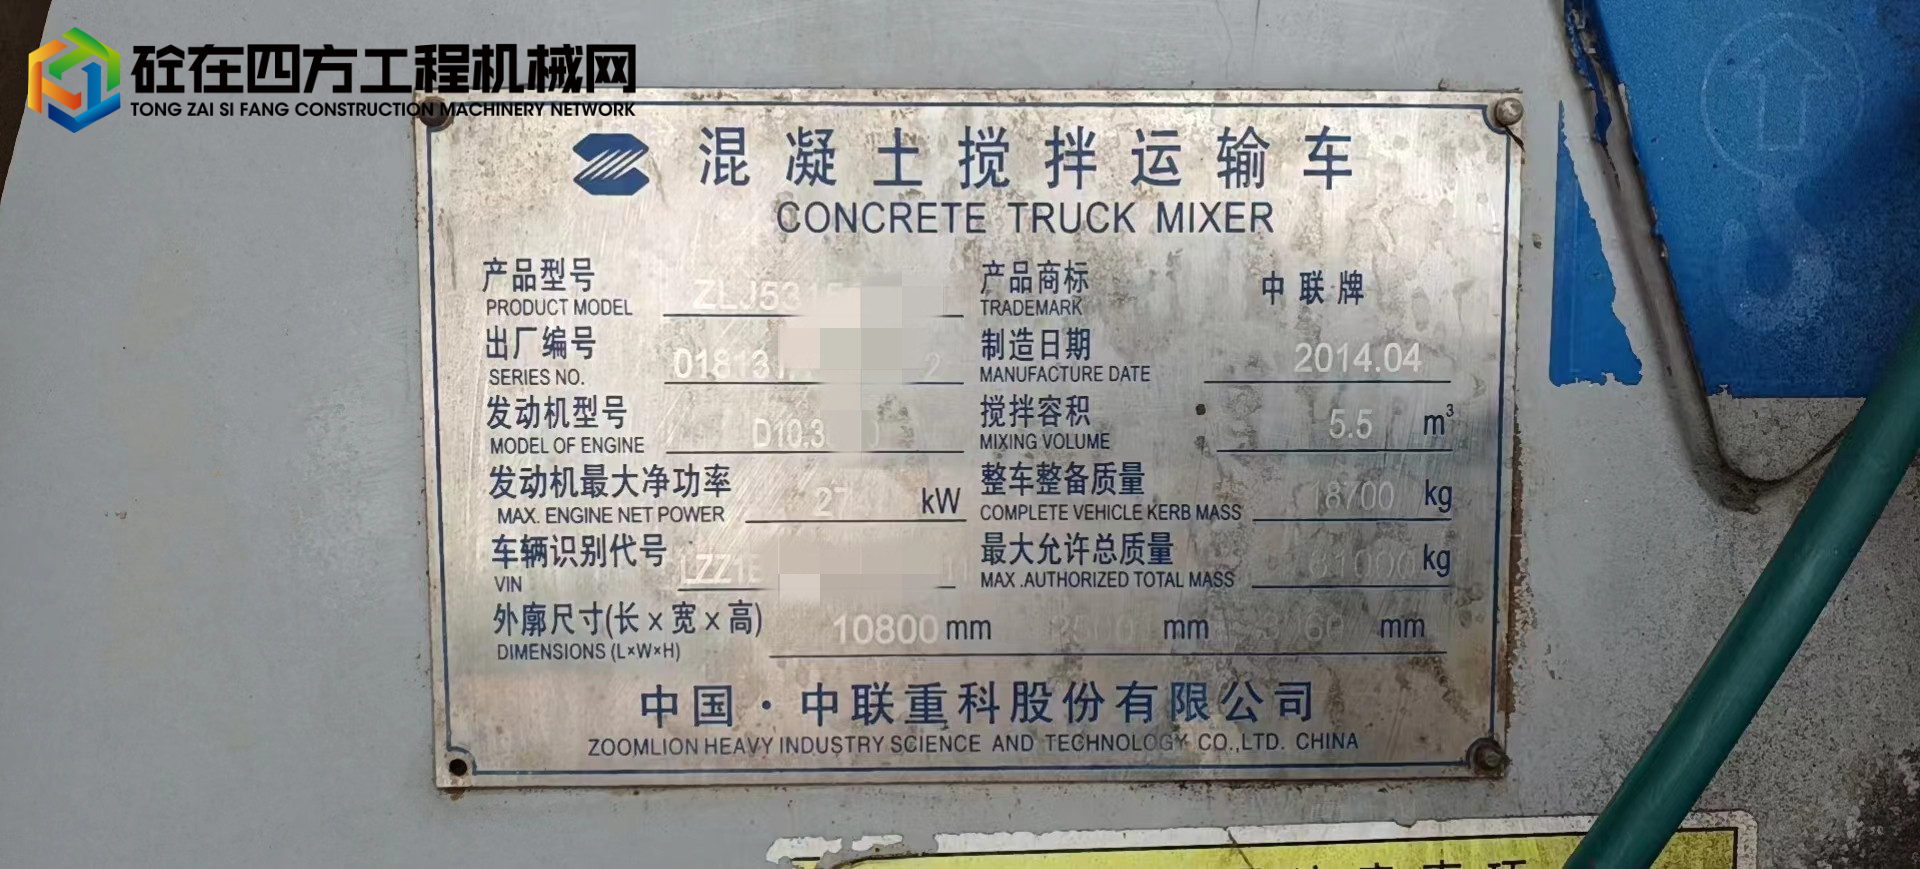 砼在四方工程机械网
TONG ZAI SI FANG CONSTRUCTION MACHINERY NETWORK
混凝土搅拌运输车
CONCRETE TRUCK MIXER
产品型号 产品商标 中联牌
PRODUCT MODEL TRADEMARK
出厂编号 制造日期 2014.04
SERIES NO. MANUFACTURE DATE
发动机型号 搅拌容积 5.5 m³
MODEL OF ENGINE MIXING VOLUME
发动机最大净功率 kW 整车整备质量 18700 kg
MAX. ENGINE NET POWER COMPLETE VEHICLE KERB MASS
车辆识别代号 最大允许总质量 kg
VIN MAX .AUTHORIZED TOTAL MASS
外廓尺寸(长×宽×高) 10800 mm mm mm
DIMENSIONS (L×W×H)
中国·中联重科股份有限公司
ZOOMLION HEAVY INDUSTRY SCIENCE AND TECHNOLOGY CO.,LTD. CHINA